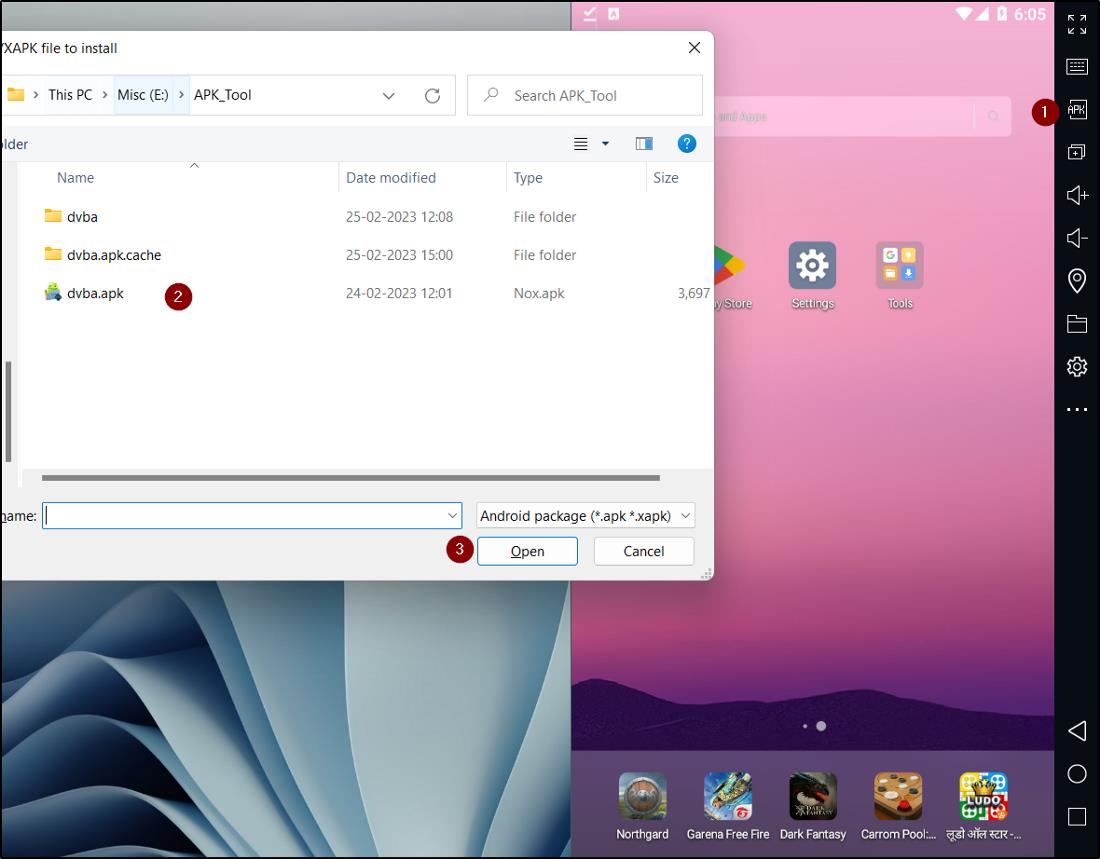 6:05
/XAPK file to install
This PC > Misc (E:) > APK_Tool
Search APK_Tool
1
APK
and Apps
older
?
Name Date modified Type Size
dvba 25-02-2023 12:08 File folder
dvba.apk.cache 25-02-2023 15:00 File folder
dvba.apk 2 24-02-2023 12:01 Nox.apk 3,697
ay Store Settings Tools
name: Android package (*.apk *.xapk)
3 Open Cancel
Northgard Garena Free Fire Dark Fantasy Carrom Pool:... लूडो ऑल स्टार -...